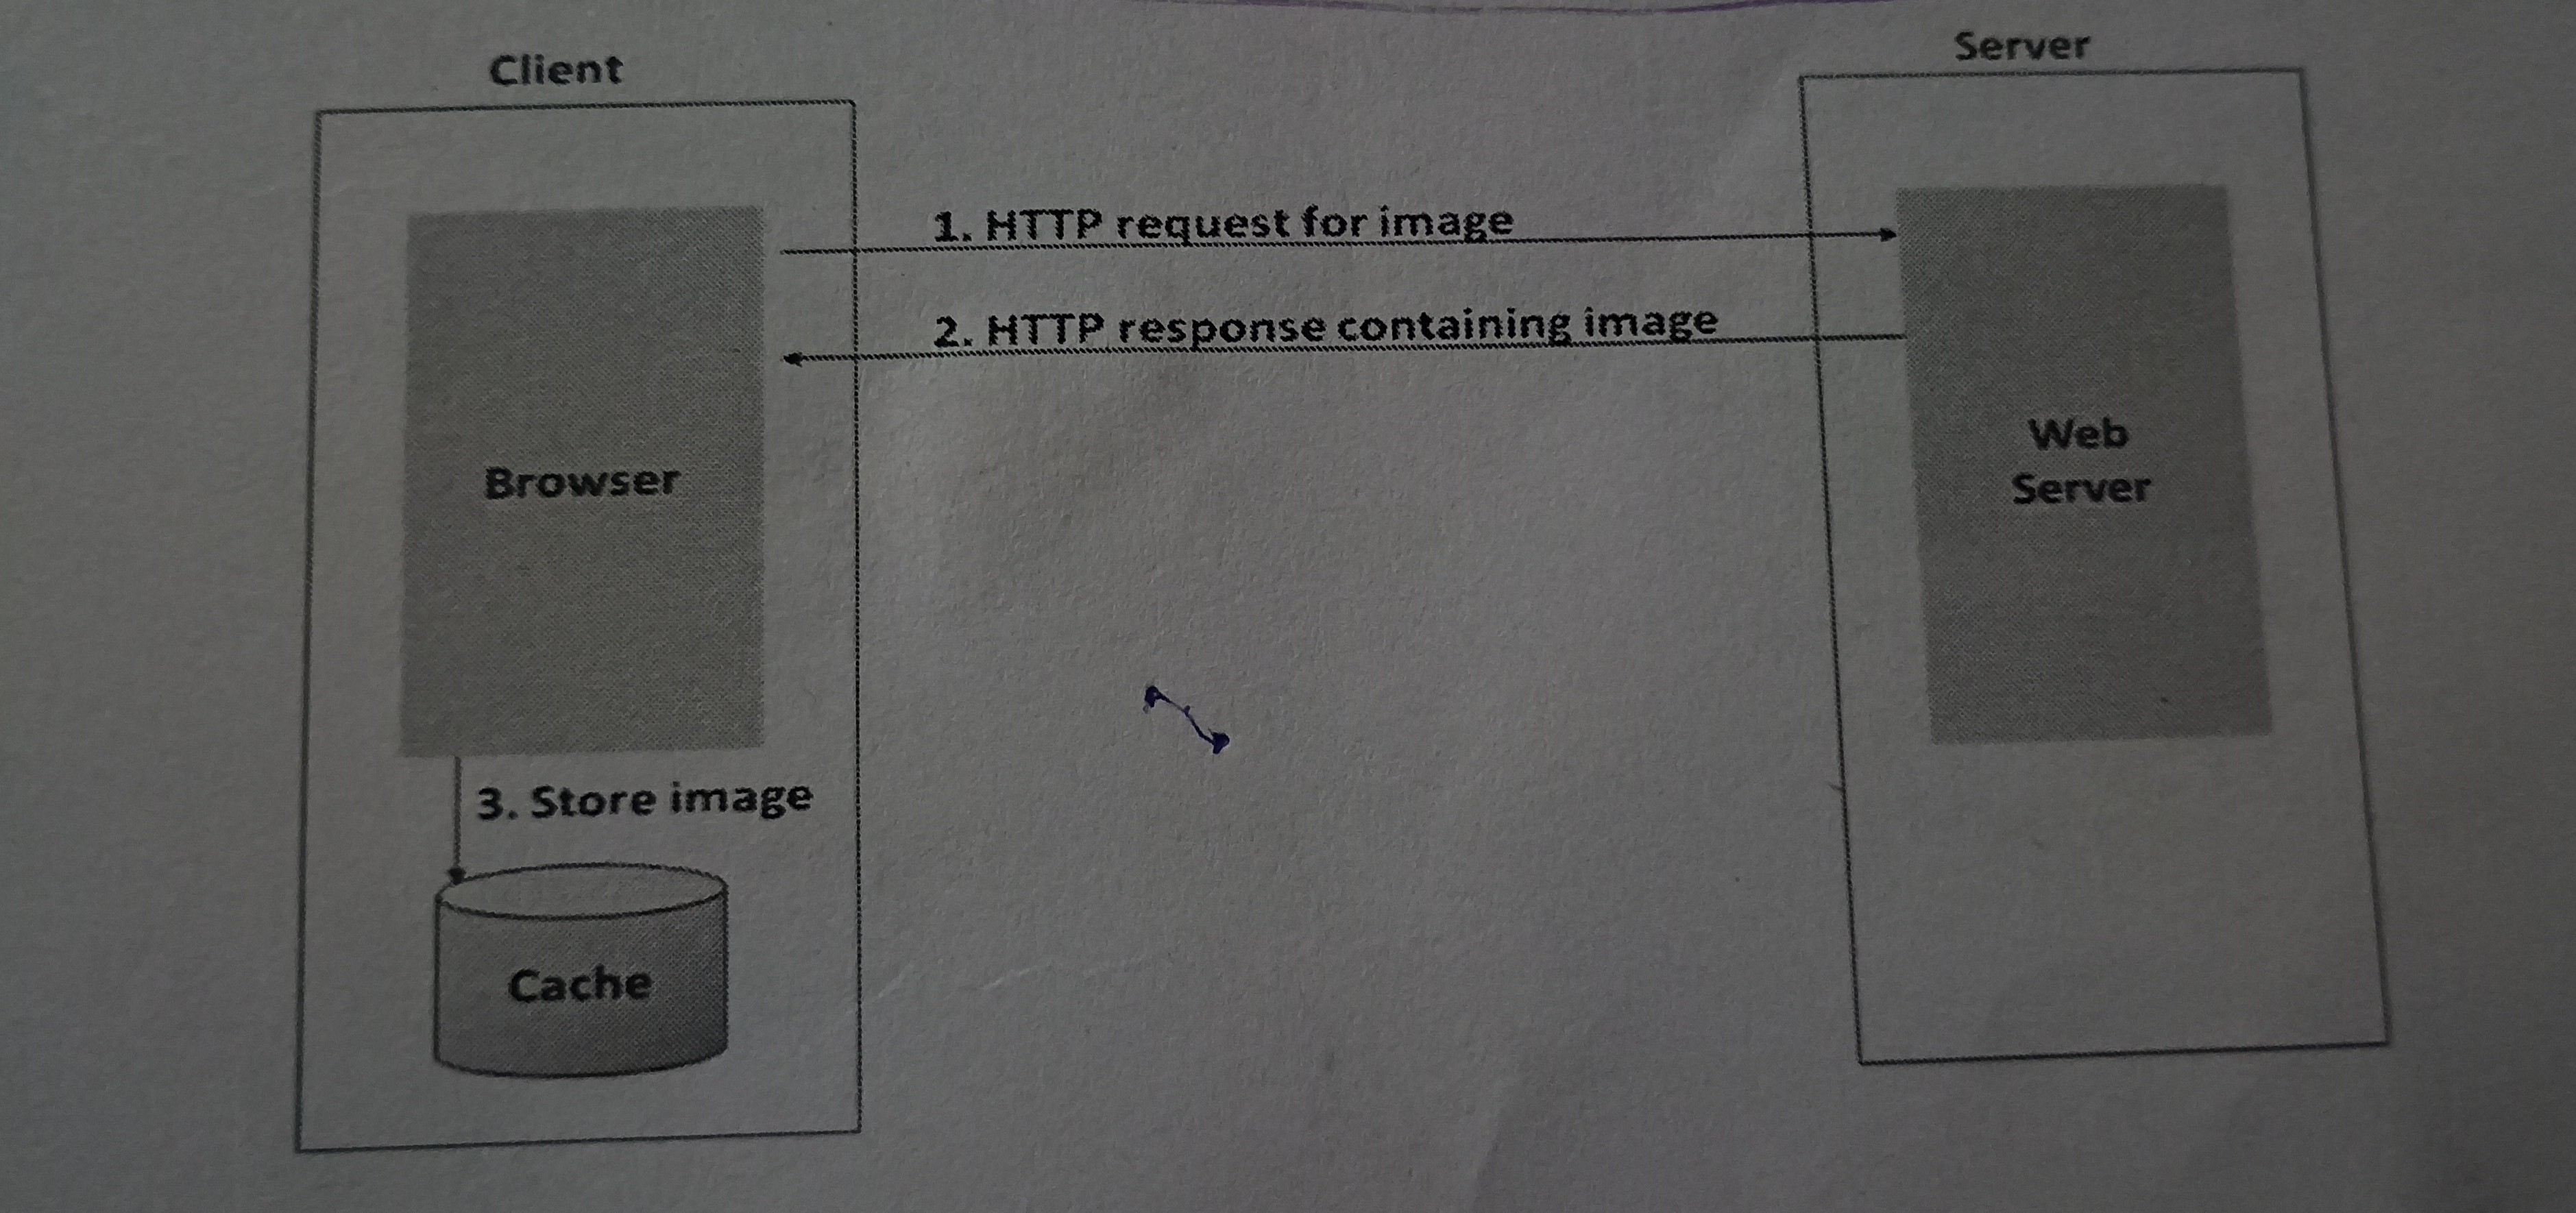 Client
Server
1. HTTP request for image
2. HTTP response containing image
Browser
Web
Server
3. Store image
Cache